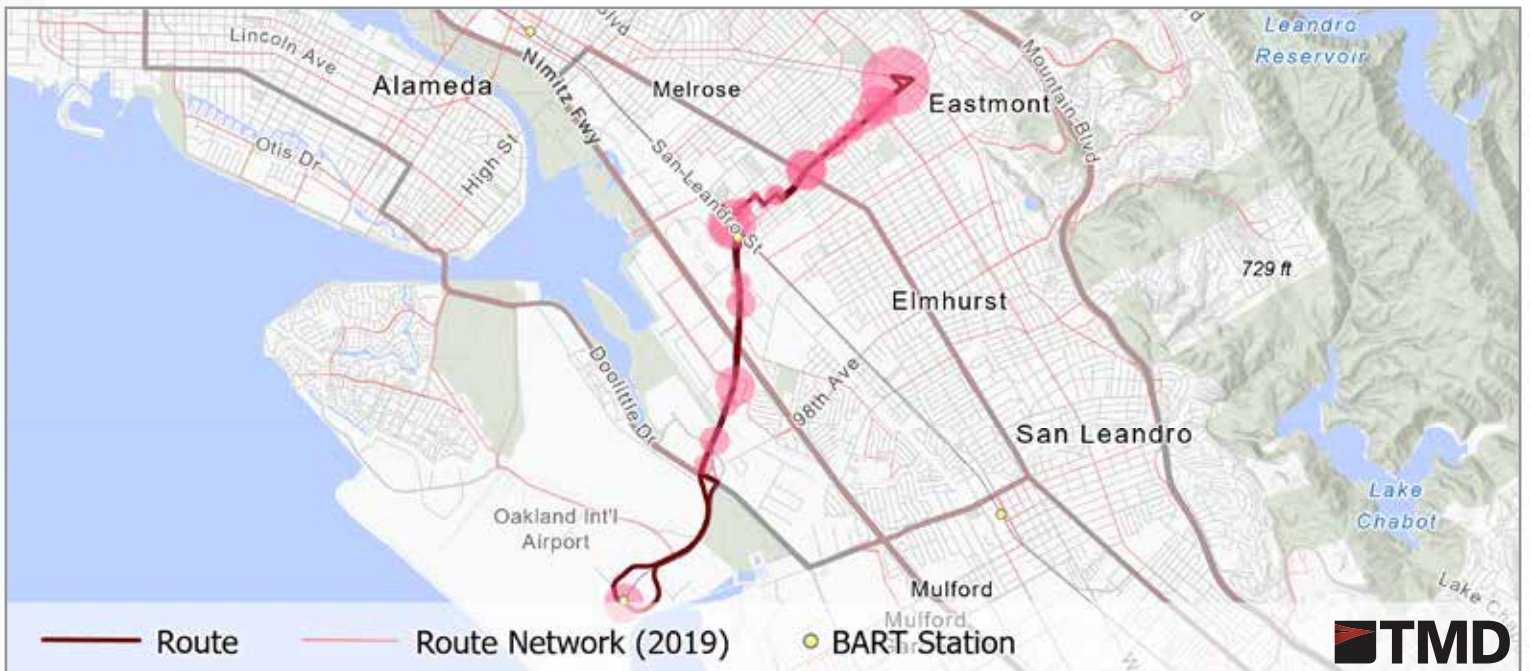 Leandro
Reservoir
Lincoln Ave
Alameda
Nimitz Fwy
Melrose
Mountain Blvd
Eastmont
Otis Dr
High St
San Leandro St
729 ft
Elmhurst
Doolittle Dr
98th Ave
San Leandro
Lake
Chabot
Oakland Int'l
Airport
Mulford
Mulford
Route
Route Network (2019)
BART Station
TMD